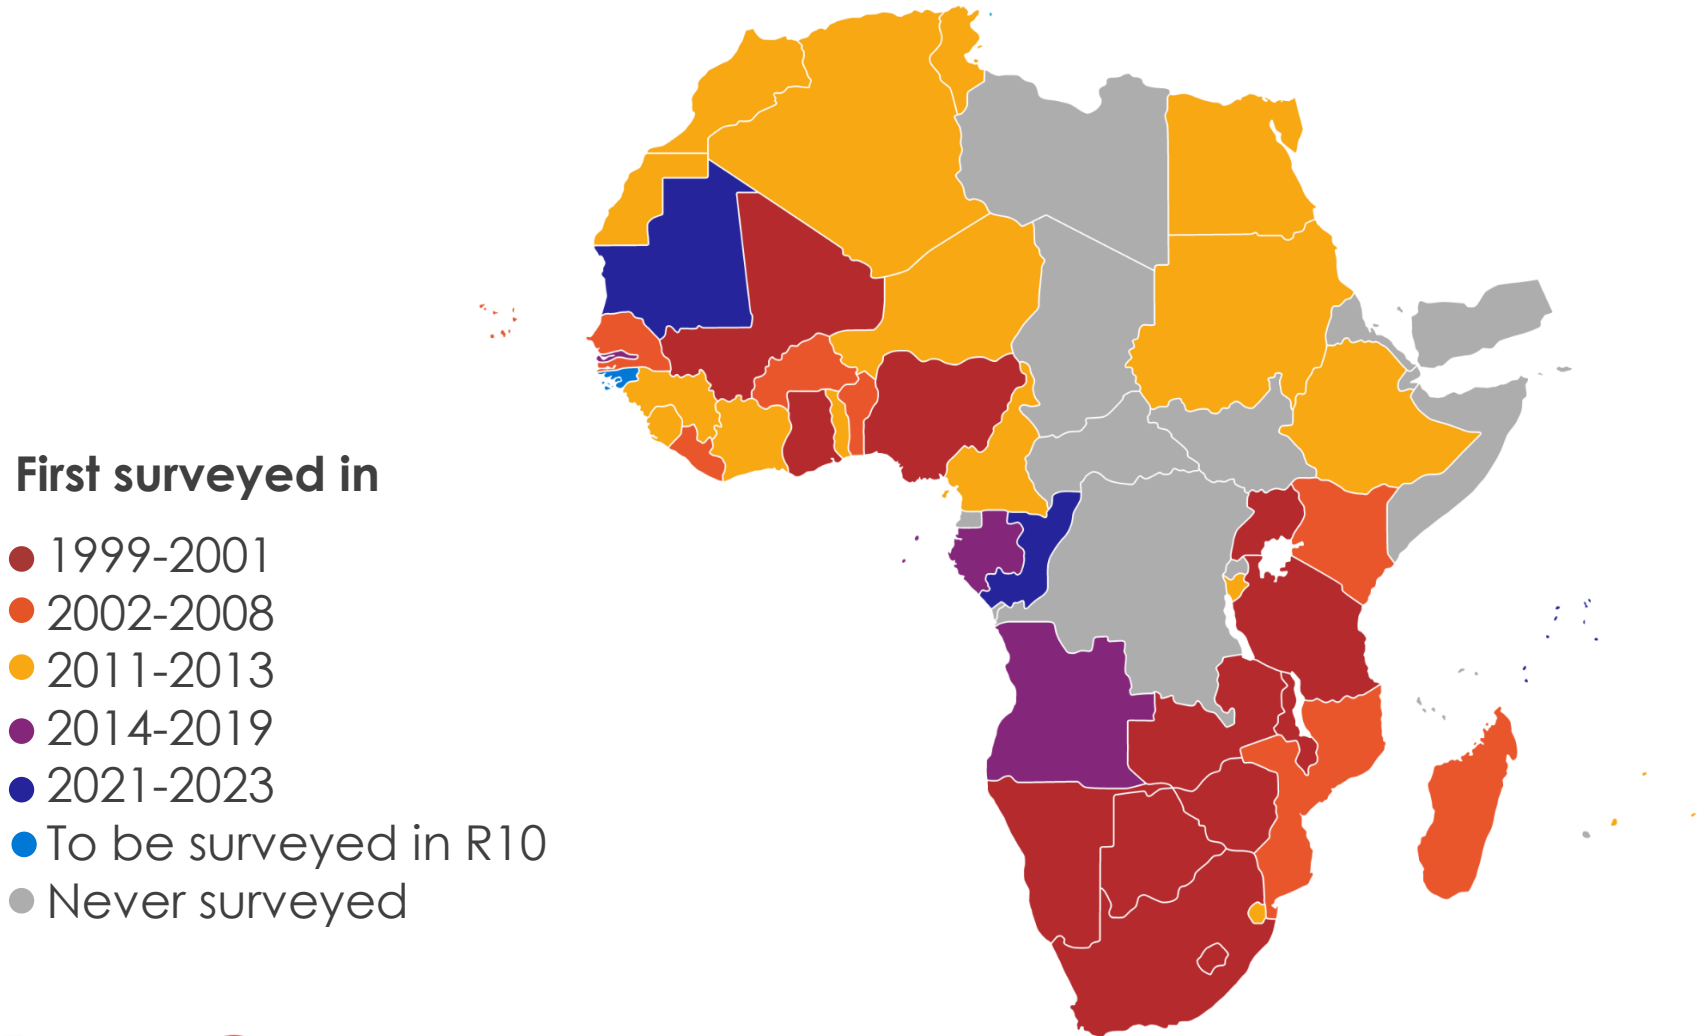 First surveyed in
1999-2001
2002-2008
2011-2013
2014-2019
2021-2023
To be surveyed in R10
Never surveyed